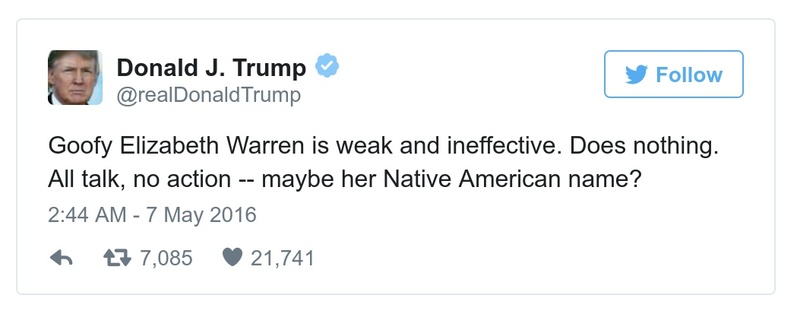 Donald J. Trump
@realDonaldTrump
Follow
Goofy Elizabeth Warren is weak and ineffective. Does nothing.
All talk, no action -- maybe her Native American name?
2:44 AM - 7 May 2016
7,085 21,741